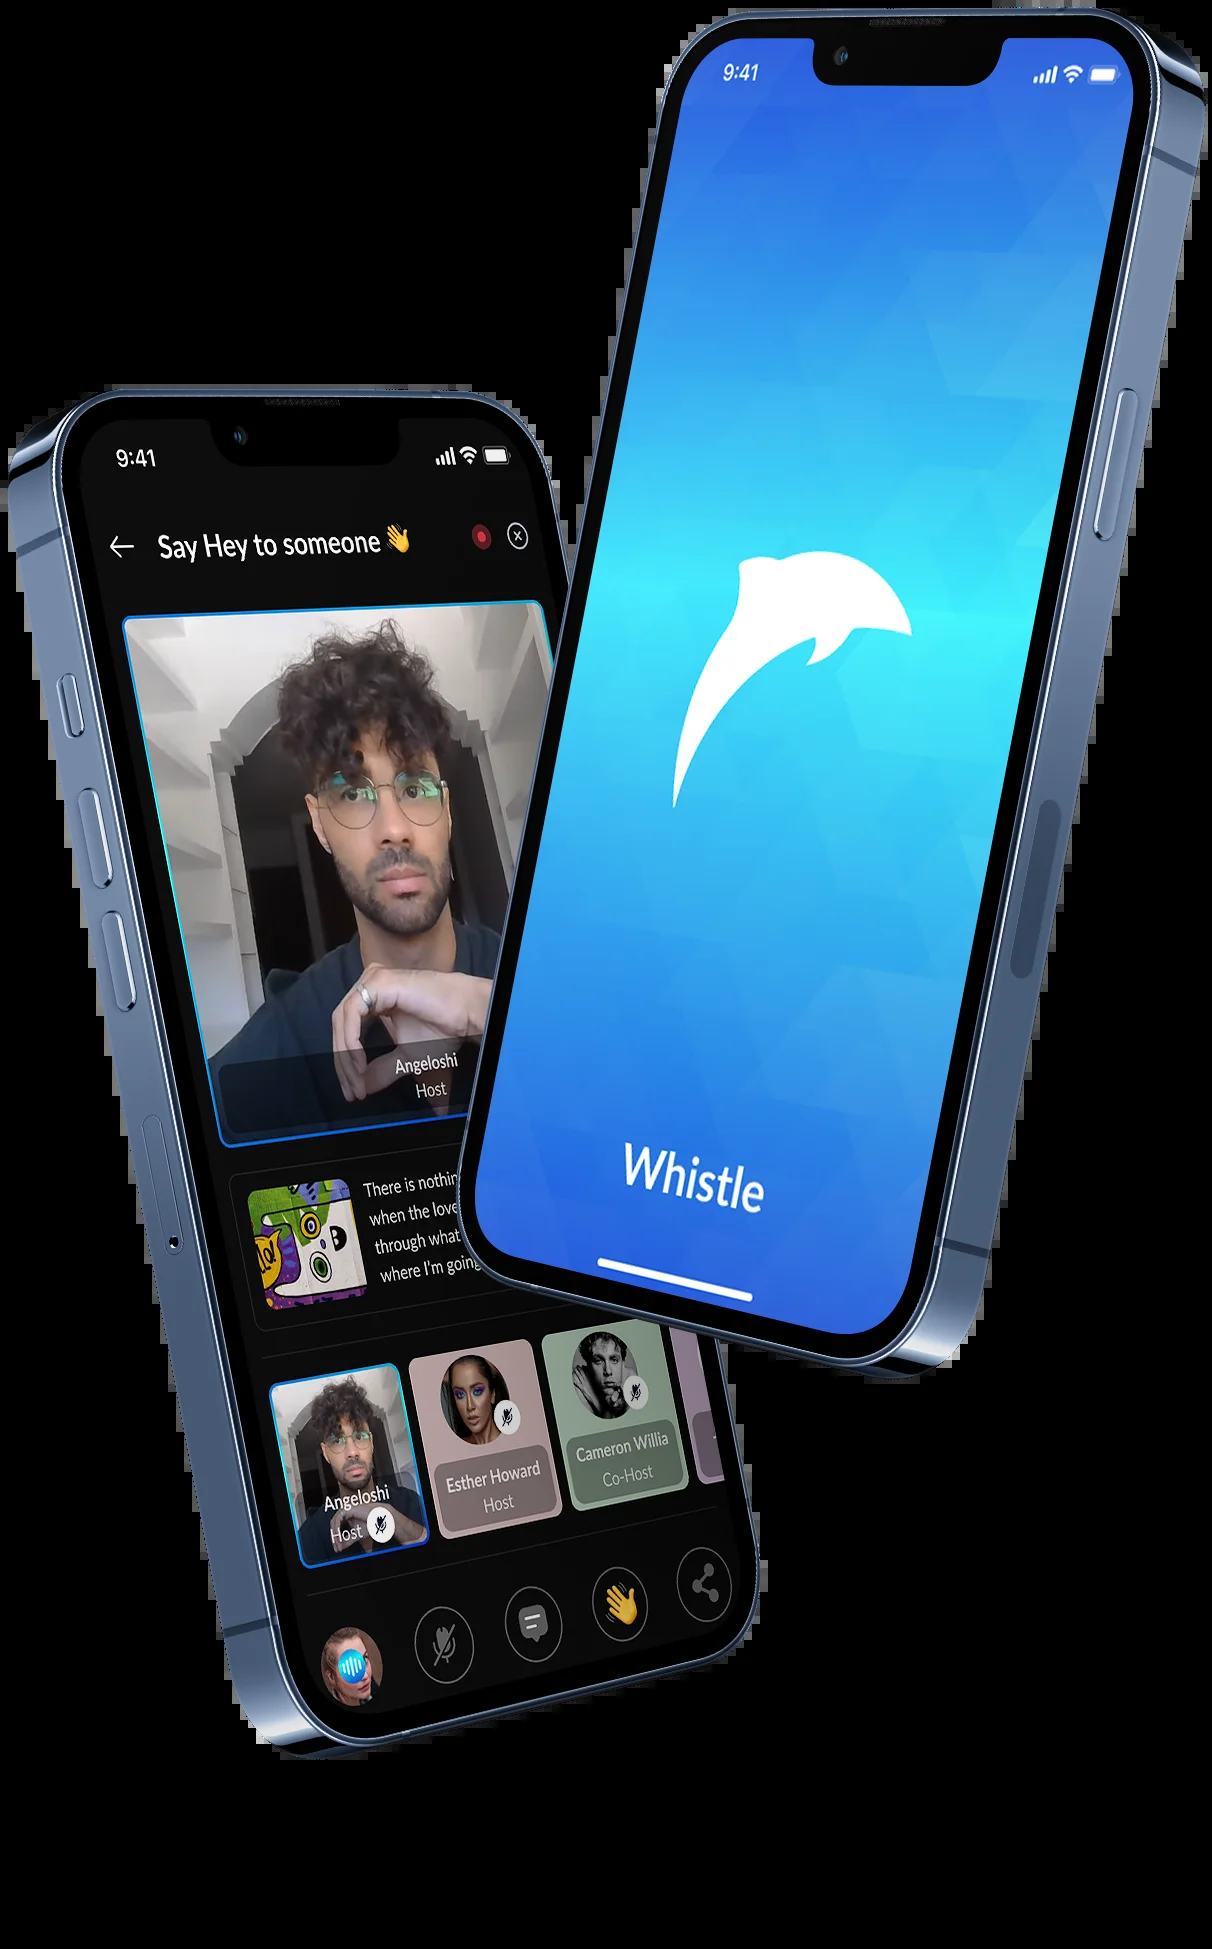 9:41
Whistle
9:41
Say Hey to someone 👋
Angeloshi
Host
There is nothin
when the love
through what
where I'm going
Angeloshi
Host
Esther Howard
Host
Cameron Willia
Co-Host